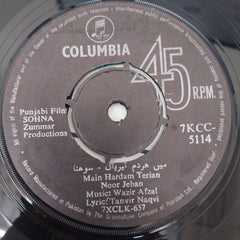 COLUMBIA
45
R.P.M.
Punjabi Film
SOHNA
Zummar
Productions
7KCC-
5114
میں ہردم تیریاں - سوہنا
Main Hardam Terian
Noor Jehan
Music: Wazir Afzal
Lyric: Tanvir Naqvi
7XCLK-657